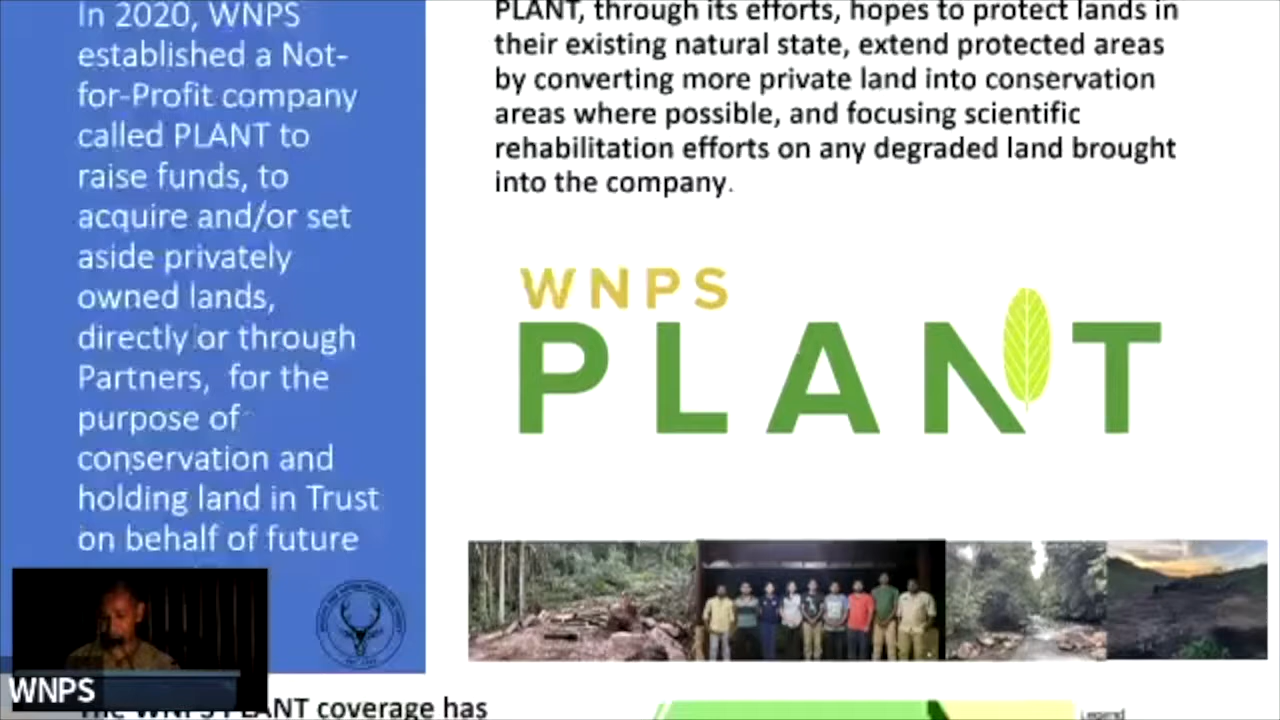 In 2020, WNPS
established a Not-
for-Profit company
called PLANT to
raise funds, to
acquire and/or set
aside privately
owned lands,
directly or through
Partners,  for the
purpose of
conservation and
holding land in Trust
on behalf of future
PLANT, through its efforts, hopes to protect lands in
their existing natural state, extend protected areas
by converting more private land into conservation
areas where possible, and focusing scientific
rehabilitation efforts on any degraded land brought
into the company.
WNPS
PLANT
WNPS
The WNPS PLANT coverage has
Legend